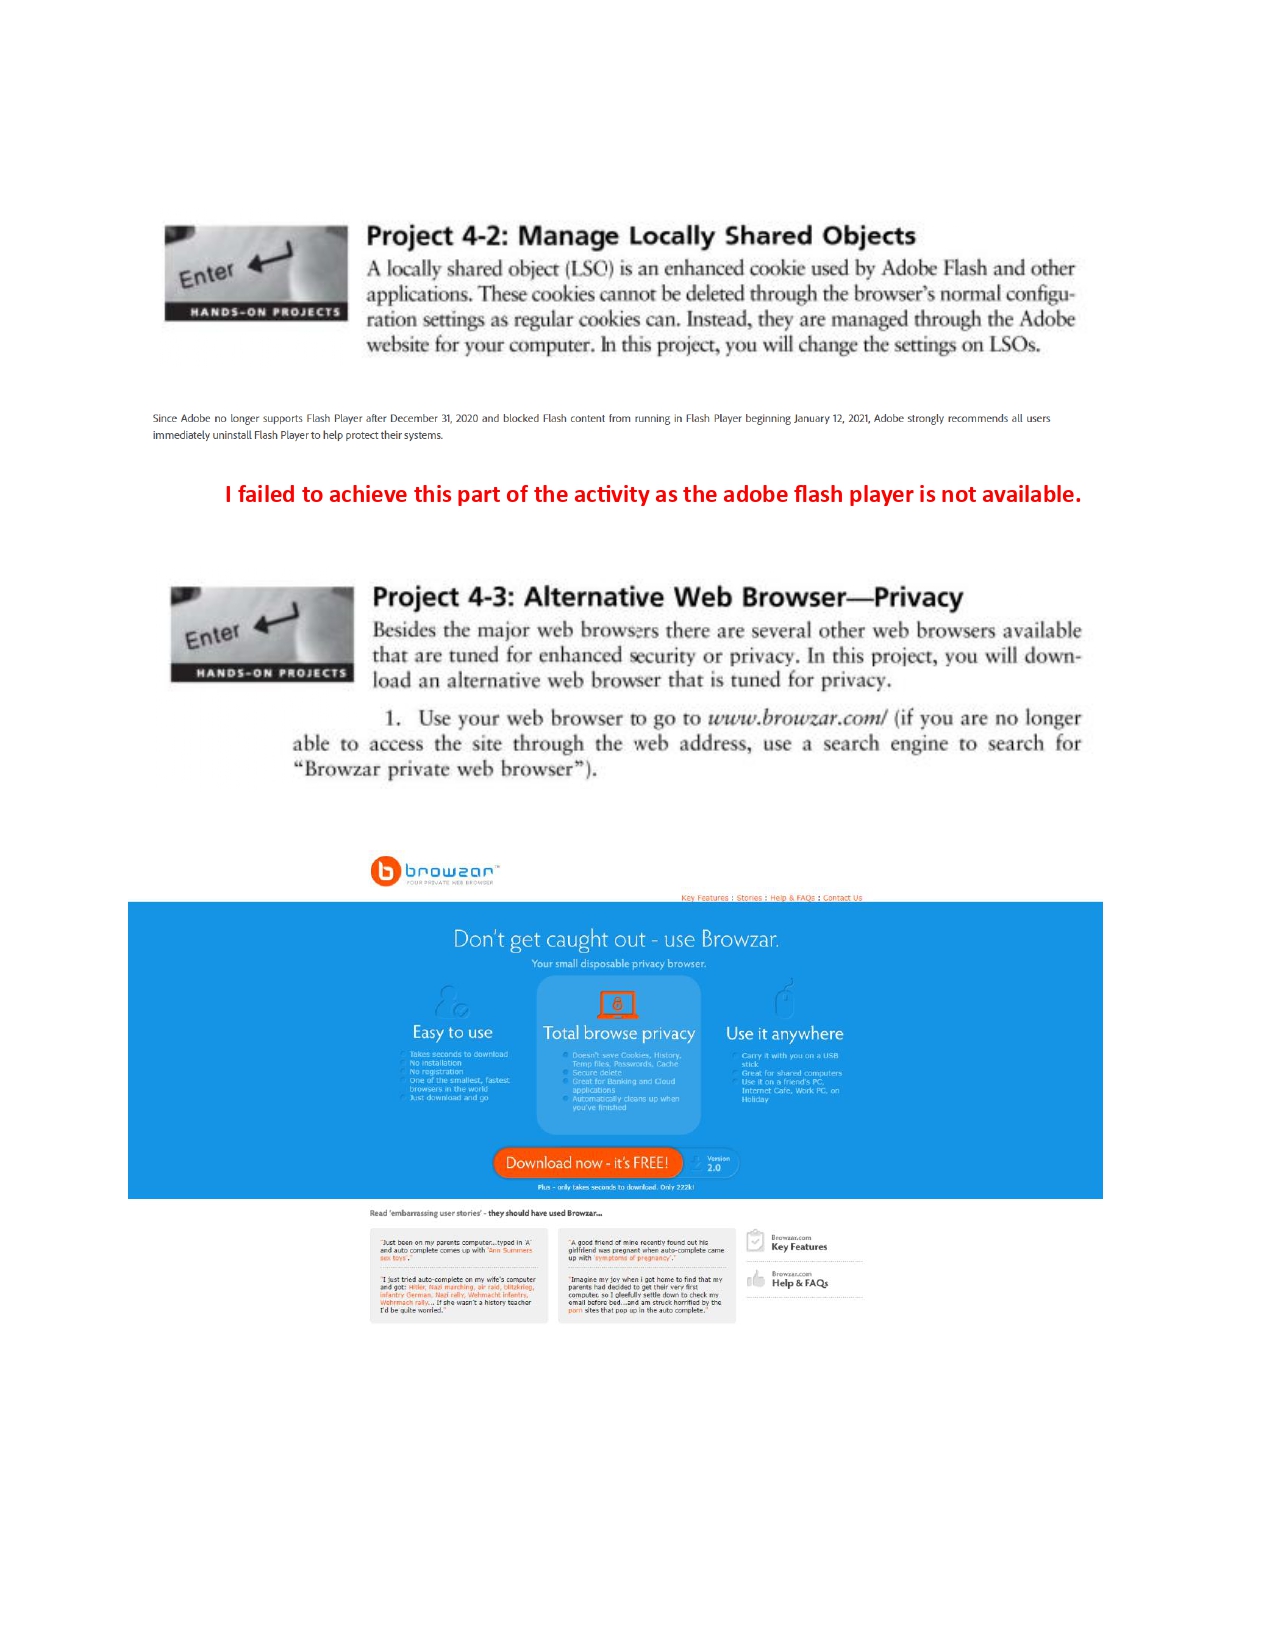 Enter
HANDS-ON PROJECTS
Project 4-2: Manage Locally Shared Objects
A locally shared object (LSO) is an enhanced cookie used by Adobe Flash and other
applications. These cookies cannot be deleted through the browser's normal configu-
ration settings as regular cookies can. Instead, they are managed through the Adobe
website for your computer. In this project, you will change the settings on LSOs.
Since Adobe no longer supports Flash Player after December 31, 2020 and blocked Flash content from running in Flash Player beginning January 12, 2021, Adobe strongly recommends all users
immediately uninstall Flash Player to help protect their systems.
I failed to achieve this part of the activity as the adobe flash player is not available.
Enter
HANDS-ON PROJECTS
Project 4-3: Alternative Web Browser—Privacy
Besides the major web browsers there are several other web browsers available
that are tuned for enhanced security or privacy. In this project, you will down-
load an alternative web browser that is tuned for privacy.
1. Use your web browser to go to www.browzar.com/ (if you are no longer
able to access the site through the web address, use a search engine to search for
“Browzar private web browser”).
b browzar™
YOUR PRIVATE WEB BROWSER
Key Features : Stories : Help & FAQs : Contact Us
Don't get caught out - use Browzar.
Your small disposable privacy browser.
Easy to use
Takes seconds to download
No installation
No registration
One of the smallest, fastest
browsers in the world
Just download and go
Total browse privacy
Doesn't save Cookies, History,
Temp files, Passwords, Cache
Secure delete
Great for Banking and Cloud
applications
Automatically cleans up when
you've finished
Use it anywhere
Carry it with you on a USB
stick
Great for shared computers
Use it on a friend's PC,
Internet Cafe, Work PC, on
Holiday
Download now - it's FREE!
Version
2.0
Plus - only takes seconds to download. Only 222k!
Read 'embarrassing user stories' - they should have used Browzar...
"Just been on my parents computer...typed in 'A'
and auto complete comes up with 'Ann Summers
sex toys'."
"I just tried auto-complete on my wife's computer
and got: Hitler, Nazi marching, air raid, blitzkrieg,
infantry German, Nazi rally, Wehrmacht infantry,
Wehrmach rally... If she wasn't a history teacher
I'd be quite worried."
"A good friend of mine recently found out his
girlfriend was pregnant when auto-complete came
up with 'symptoms of pregnancy'."
"Imagine my joy when i got home to find that my
parents had decided to get their very first
computer, so I gleefully settle down to check my
email before bed...and am struck horrified by the
porn sites that pop up in the auto complete."
Browzar.com
Key Features
Browzar.com
Help & FAQs